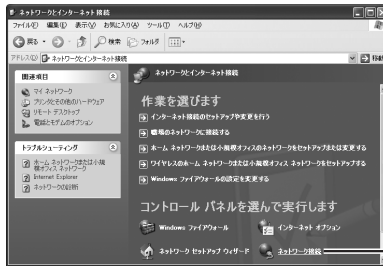 ネットワークとインターネット接続
ファイル(F) 編集(E) 表示(V) お気に入り(A) ツール(T) ヘルプ(H)
戻る 検索 フォルダ
アドレス(D) ネットワークとインターネット接続 移動
関連項目
マイ ネットワーク
プリンタとその他のハードウェア
リモート デスクトップ
電話とモデムのオプション
トラブルシューティング
ホーム ネットワークまたは小規模オフィス ネットワーク
Internet Explorer
ネットワークの診断
ネットワークとインターネット接続
作業を選びます
インターネット接続のセットアップや変更を行う
職場のネットワークに接続する
ホーム ネットワークまたは小規模オフィスのネットワークをセットアップする
ワイヤレスのホーム ネットワークまたは小規模オフィス ネットワークをセットアップする
Windows ファイアウォールの設定を変更する
コントロール パネルを選んで実行します
Windows ファイアウォール インターネット オプション
ネットワーク セットアップ ウィザード ネットワーク接続